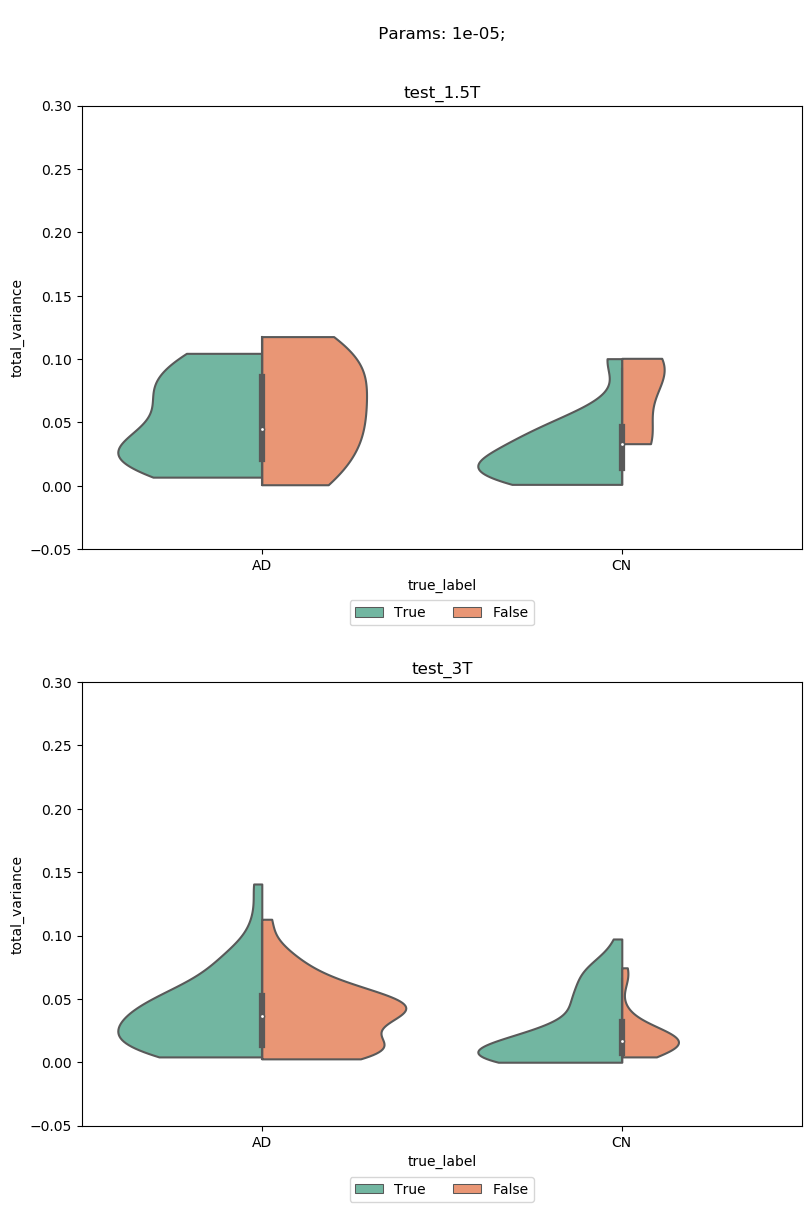 Params: 1e-05;
test_1.5T
0.30
0.25
0.20
0.15
0.10
0.05
0.00
−0.05
total_variance
AD CN
true_label
True False
test_3T
0.30
0.25
0.20
0.15
0.10
0.05
0.00
−0.05
total_variance
AD CN
true_label
True False